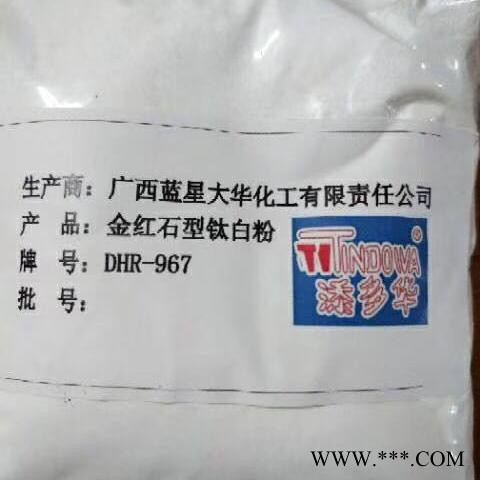 生产商：广西蓝星大华化工有限责任公司
产 品：金红石型钛白粉
牌 号：DHR-967
批 号：
TINDOWA®
添多华
WWW.***.COM